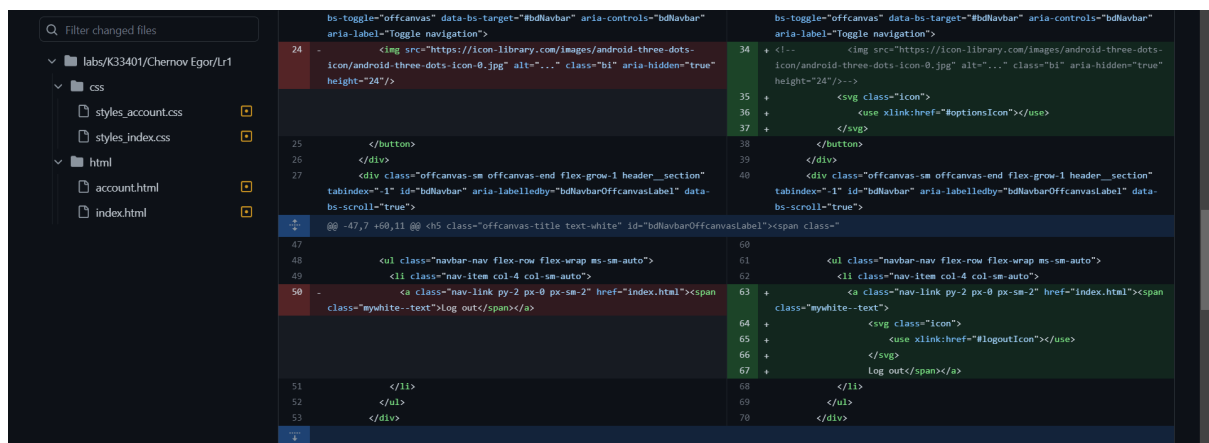 Filter changed files
labs/K33401/Chernov Egor/Lr1
css
styles_account.css
styles_index.css
html
account.html
index.html
bs-toggle="offcanvas" data-bs-target="#bdNavbar" aria-controls="bdNavbar"
aria-label="Toggle navigation">
24 - <img src="https://icon-library.com/images/android-three-dots-
icon/android-three-dots-icon-0.jpg" alt="..." class="bi" aria-hidden="true"
height="24"/>
25 </button>
26 </div>
27 <div class="offcanvas-sm offcanvas-end flex-grow-1 header__section"
tabindex="-1" id="bdNavbar" aria-labelledby="bdNavbarOffcanvasLabel" data-
bs-scroll="true">
bs-toggle="offcanvas" data-bs-target="#bdNavbar" aria-controls="bdNavbar"
aria-label="Toggle navigation">
34 + <!-- <img src="https://icon-library.com/images/android-three-dots-
icon/android-three-dots-icon-0.jpg" alt="..." class="bi" aria-hidden="true"
height="24"/>-->
35 + <svg class="icon">
36 + <use xlink:href="#optionsIcon"></use>
37 + </svg>
38 </button>
39 </div>
40 <div class="offcanvas-sm offcanvas-end flex-grow-1 header__section"
tabindex="-1" id="bdNavbar" aria-labelledby="bdNavbarOffcanvasLabel" data-
bs-scroll="true">
@@ -47,7 +60,11 @@ <h5 class="offcanvas-title text-white" id="bdNavbarOffcanvasLabel"><span class="
47
48 <ul class="navbar-nav flex-row flex-wrap ms-sm-auto">
49 <li class="nav-item col-4 col-sm-auto">
50 - <a class="nav-link py-2 px-0 px-sm-2" href="index.html"><span
class="mywhite--text">Log out</span></a>
51 </li>
52 </ul>
53 </div>
60
61 <ul class="navbar-nav flex-row flex-wrap ms-sm-auto">
62 <li class="nav-item col-4 col-sm-auto">
63 + <a class="nav-link py-2 px-0 px-sm-2" href="index.html"><span
class="mywhite--text">
64 + <svg class="icon">
65 + <use xlink:href="#logoutIcon"></use>
66 + </svg>
67 + Log out</span></a>
68 </li>
69 </ul>
70 </div>